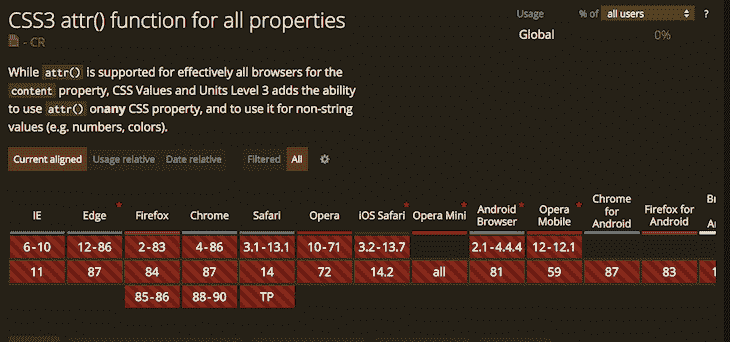 CSS3 attr() function for all properties
Usage % of all users ?
- CR
Global 0%
While attr() is supported for effectively all browsers for the
content property, CSS Values and Units Level 3 adds the ability
to use attr() onany CSS property, and to use it for non-string
values (e.g. numbers, colors).
Current aligned Usage relative Date relative Filtered All
IE Edge * Firefox Chrome Safari Opera iOS Safari * Opera Mini * Android Browser * Opera Mobile * Chrome for Android Firefox for Android
6-10 12-86 2-83 4-86 3.1-13.1 10-71 3.2-13.7 2.1-4.4.4 12-12.1
11 87 84 87 14 72 14.2 all 81 59 87 83
85-86 88-90 TP